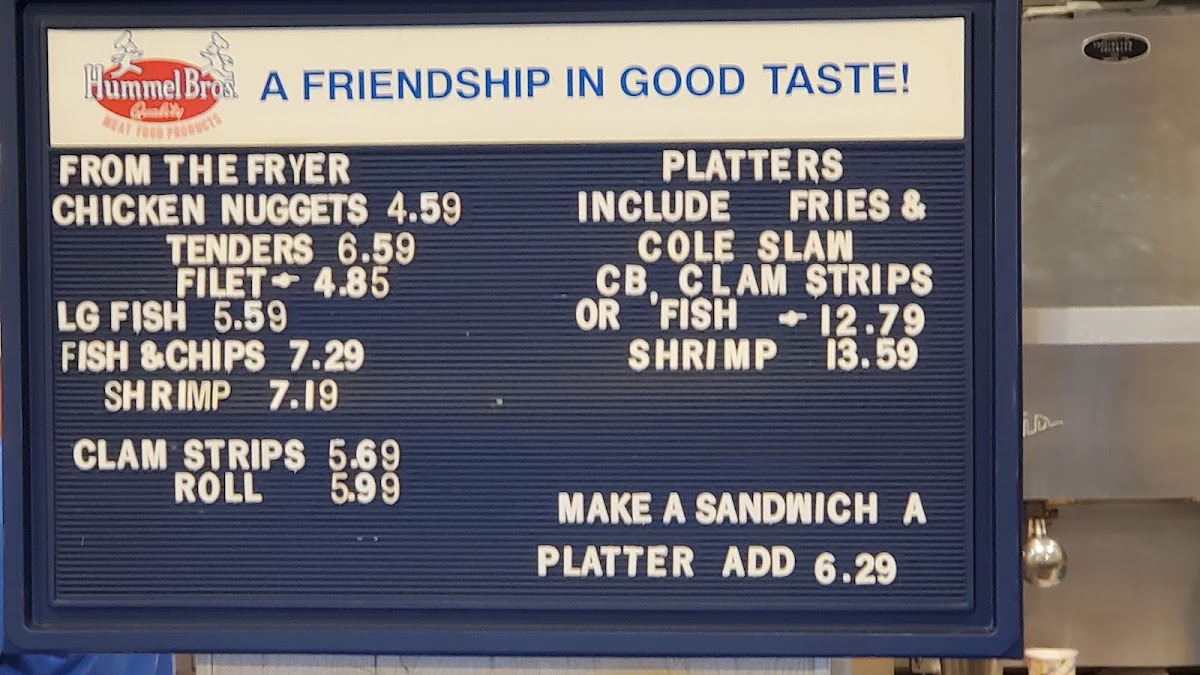 Hummel Bros.
Quality
MEAT FOOD PRODUCTS
A FRIENDSHIP IN GOOD TASTE!
FROM THE FRYER
CHICKEN NUGGETS 4.59
TENDERS 6.59
FILET 4.85
LG FISH 5.59
FISH & CHIPS 7.29
SHRIMP 7.19
CLAM STRIPS 5.69
ROLL 5.99
PLATTERS
INCLUDE FRIES &
COLE SLAW
CB, CLAM STRIPS
OR FISH 12.79
SHRIMP 13.59
MAKE A SANDWICH A
PLATTER ADD 6.29